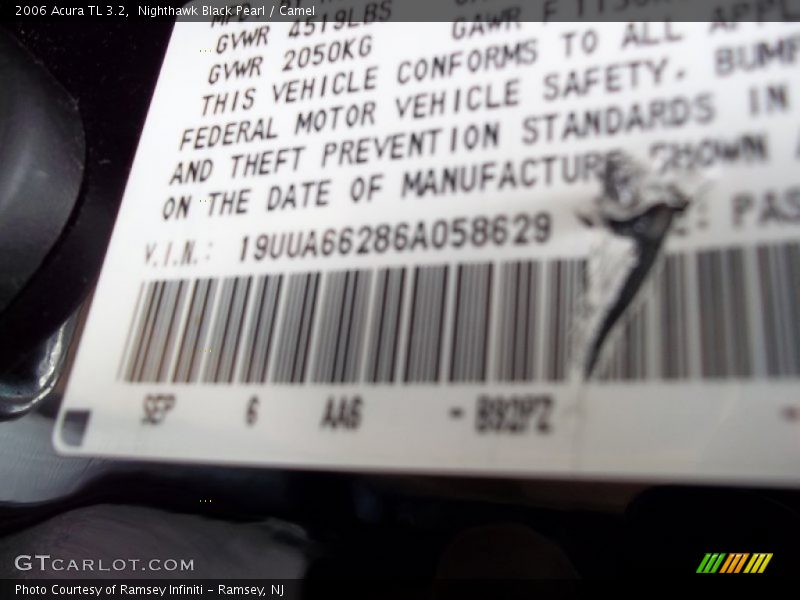 2006 Acura TL 3.2,  Nighthawk Black Pearl / Camel
GVWR 4519LBS GAWR F
GVWR 2050KG
THIS VEHICLE CONFORMS TO ALL
FEDERAL MOTOR VEHICLE SAFETY,
AND THEFT PREVENTION STANDARDS IN
ON THE DATE OF MANUFACTURE SHOWN
V.I.N.: 19UUA66286A058629
SEP 6 AA6 - B92PZ
GTCARLOT.COM
Photo Courtesy of Ramsey Infiniti - Ramsey, NJ